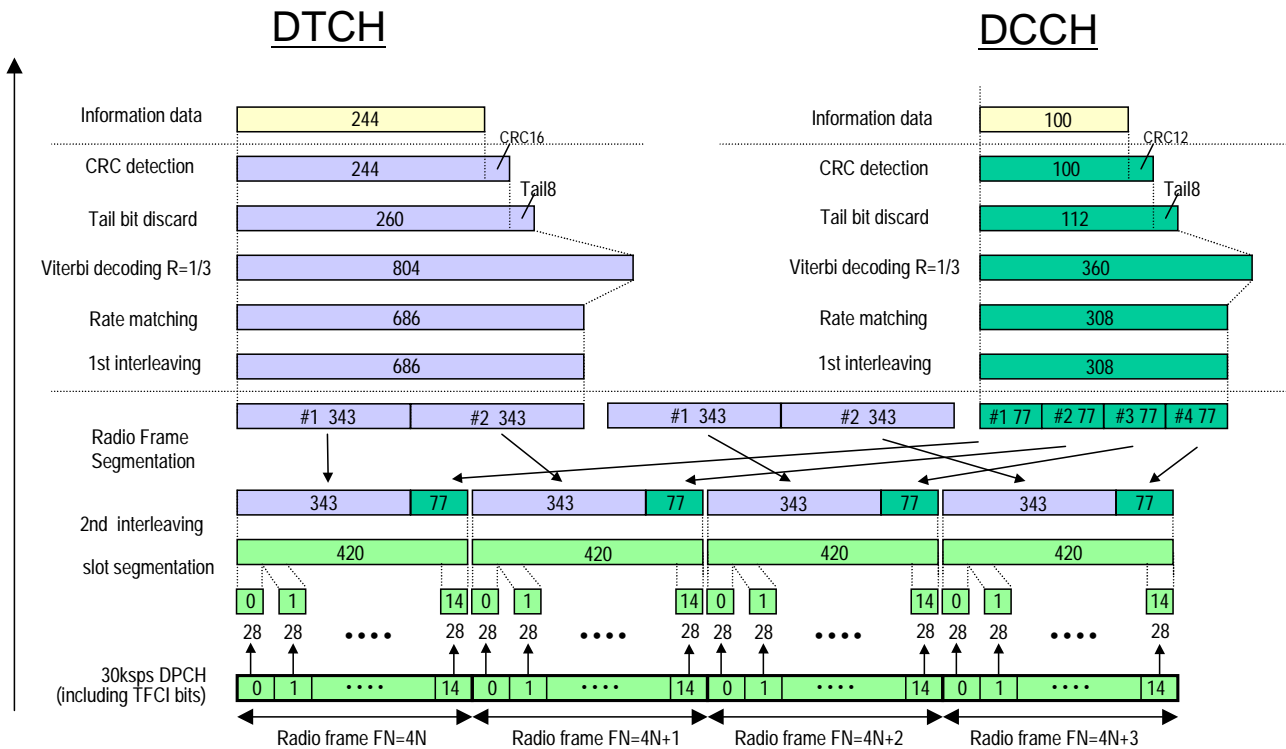 DTCH DCCH
Information data 244 Information data 100
CRC16 CRC12
CRC detection 244 CRC detection 100
Tail8 Tail8
Tail bit discard 260 Tail bit discard 112
Viterbi decoding R=1/3 804 Viterbi decoding R=1/3 360
Rate matching 686 Rate matching 308
1st interleaving 686 1st interleaving 308
#1 343 #2 343 #1 343 #2 343 #1 77 #2 77 #3 77 #4 77
Radio Frame
Segmentation
343 77 343 77 343 77 343 77
2nd interleaving
420 420 420 420
slot segmentation
0 1 14 0 1 14 0 1 14 0 1 14
28 28 •••• 28 28 28 •••• 28 28 28 •••• 28 28 28 •••• 28
30ksps DPCH
(including TFCI bits)
0 1 •••• 14 0 1 •••• 14 0 1 •••• 14 0 1 •••• 14
Radio frame FN=4N Radio frame FN=4N+1 Radio frame FN=4N+2 Radio frame FN=4N+3